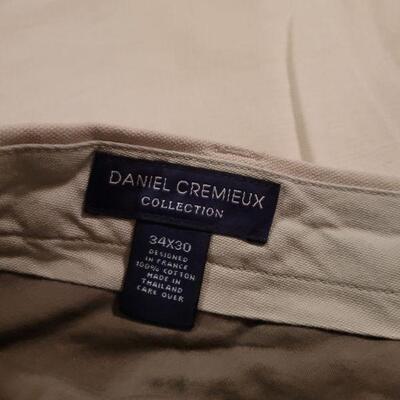 DANIEL CREMIEUX
COLLECTION
34X30
DESIGNED
IN FRANCE
100% COTTON
MADE IN
THAILAND
CARE OVER